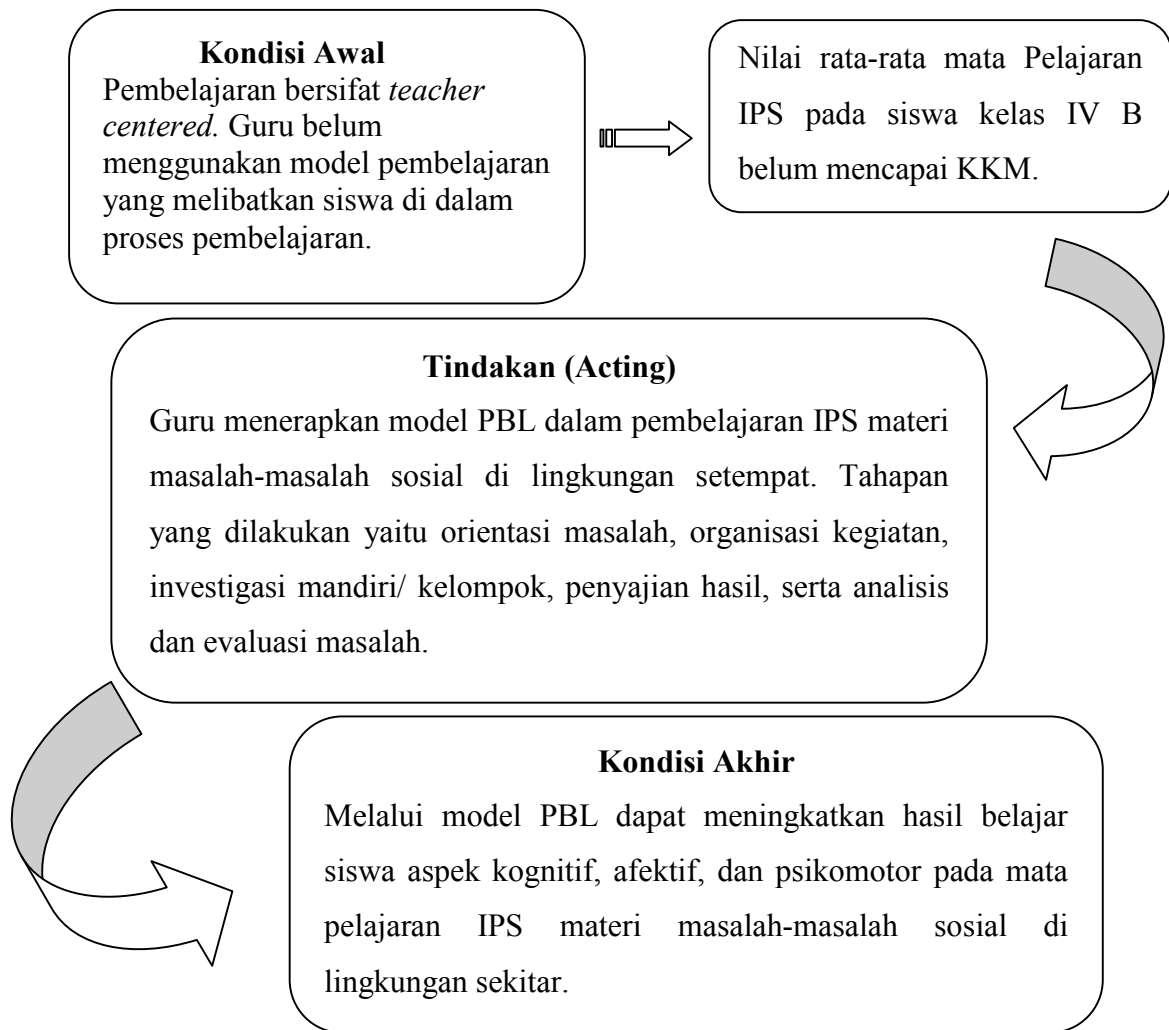 Kondisi Awal
Pembelajaran bersifat teacher
centered. Guru belum
menggunakan model pembelajaran
yang melibatkan siswa di dalam
proses pembelajaran.
Nilai rata-rata mata Pelajaran
IPS pada siswa kelas IV B
belum mencapai KKM.
Tindakan (Acting)
Guru menerapkan model PBL dalam pembelajaran IPS materi
masalah-masalah sosial di lingkungan setempat. Tahapan
yang dilakukan yaitu orientasi masalah, organisasi kegiatan,
investigasi mandiri/ kelompok, penyajian hasil, serta analisis
dan evaluasi masalah.
Kondisi Akhir
Melalui model PBL dapat meningkatkan hasil belajar
siswa aspek kognitif, afektif, dan psikomotor pada mata
pelajaran IPS materi masalah-masalah sosial di
lingkungan sekitar.